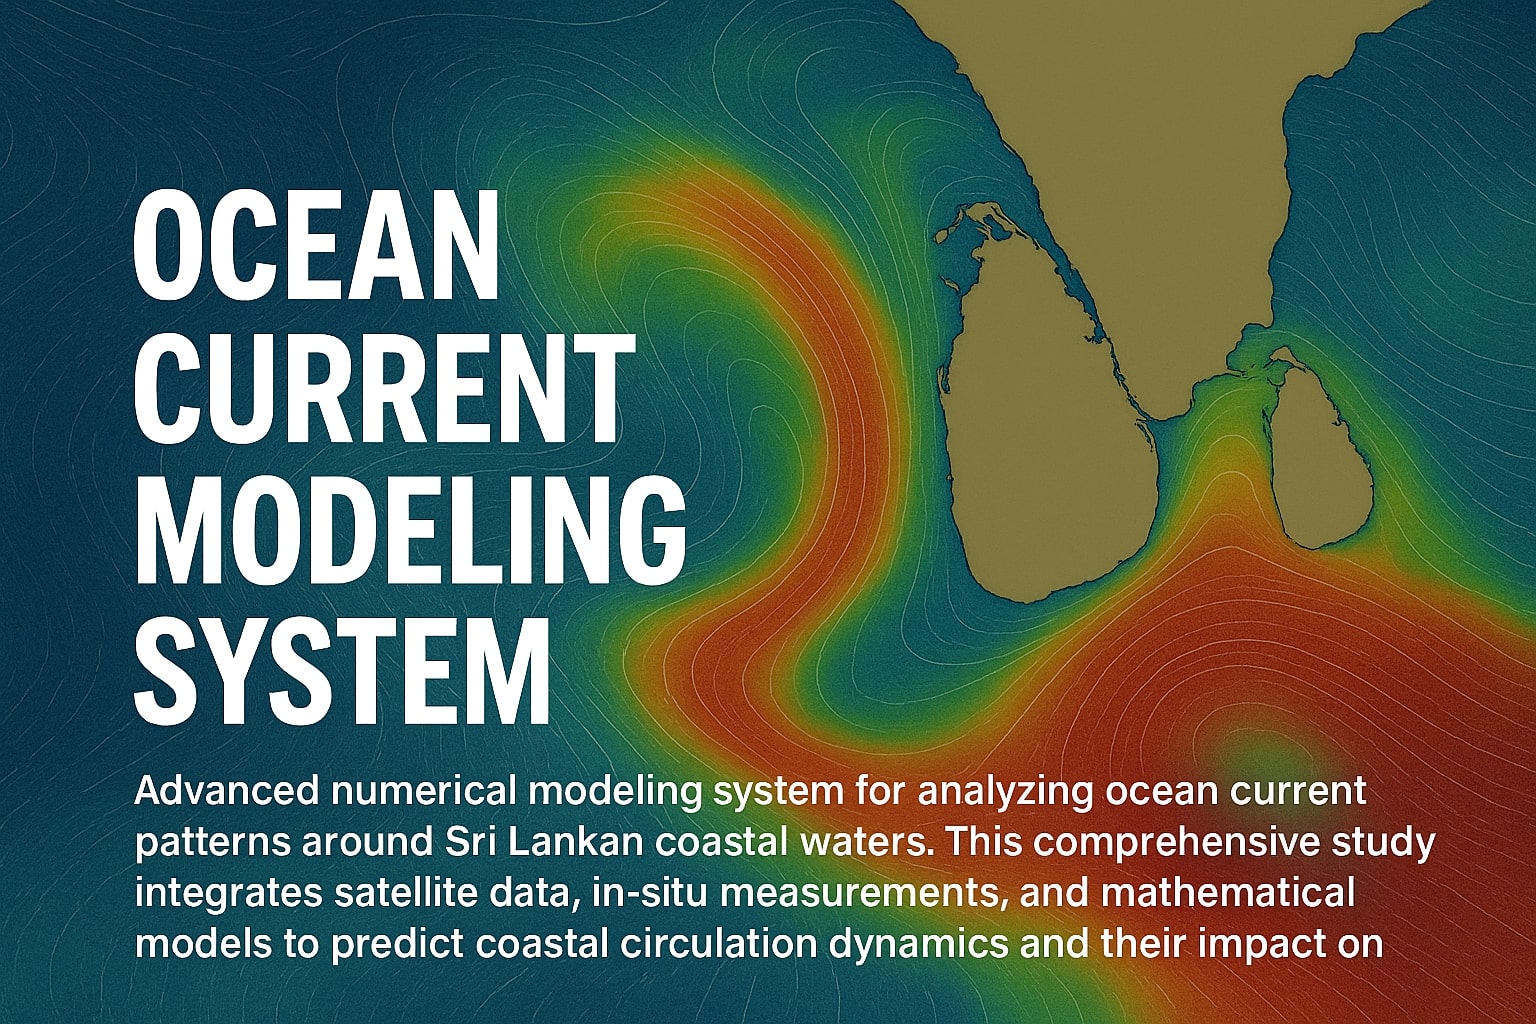 OCEAN
CURRENT
MODELING
SYSTEM
Advanced numerical modeling system for analyzing ocean current
patterns around Sri Lankan coastal waters. This comprehensive study
integrates satellite data, in-situ measurements, and mathematical
models to predict coastal circulation dynamics and their impact on